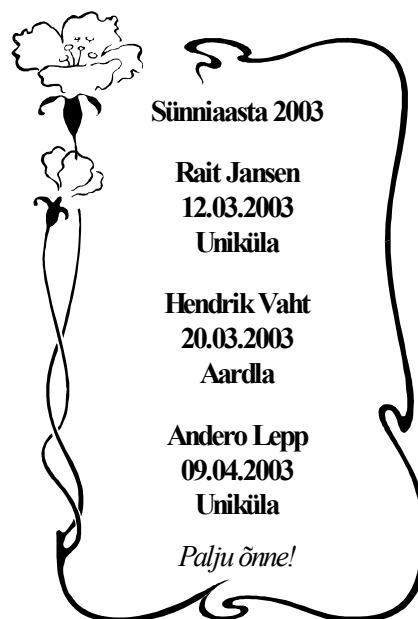 Sünniaasta 2003
Rait Jansen
12.03.2003
Uniküla
Hendrik Vaht
20.03.2003
Aardla
Andero Lepp
09.04.2003
Uniküla
Palju õnne!